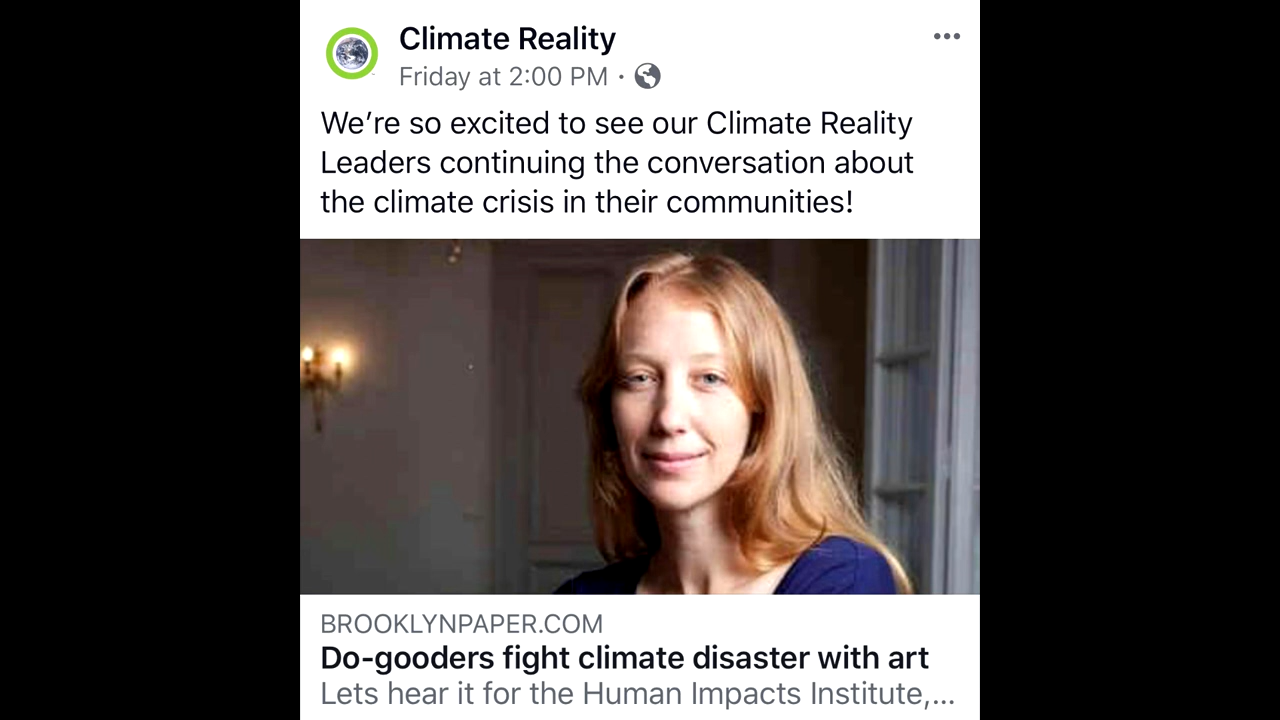 Climate Reality
Friday at 2:00 PM ·
We’re so excited to see our Climate Reality
Leaders continuing the conversation about
the climate crisis in their communities!
BROOKLYNPAPER.COM
Do-gooders fight climate disaster with art
Lets hear it for the Human Impacts Institute,...